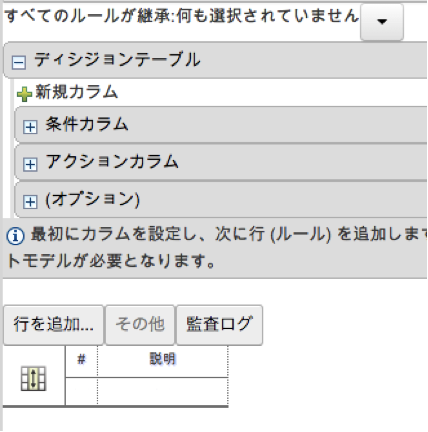 すべてのルールが継承:何も選択されていません
ディシジョンテーブル
新規カラム
条件カラム
アクションカラム
(オプション)
最初にカラムを設定し、次に行 (ルール) を追加しま
トモデルが必要となります。
行を追加... その他 監査ログ
# 説明